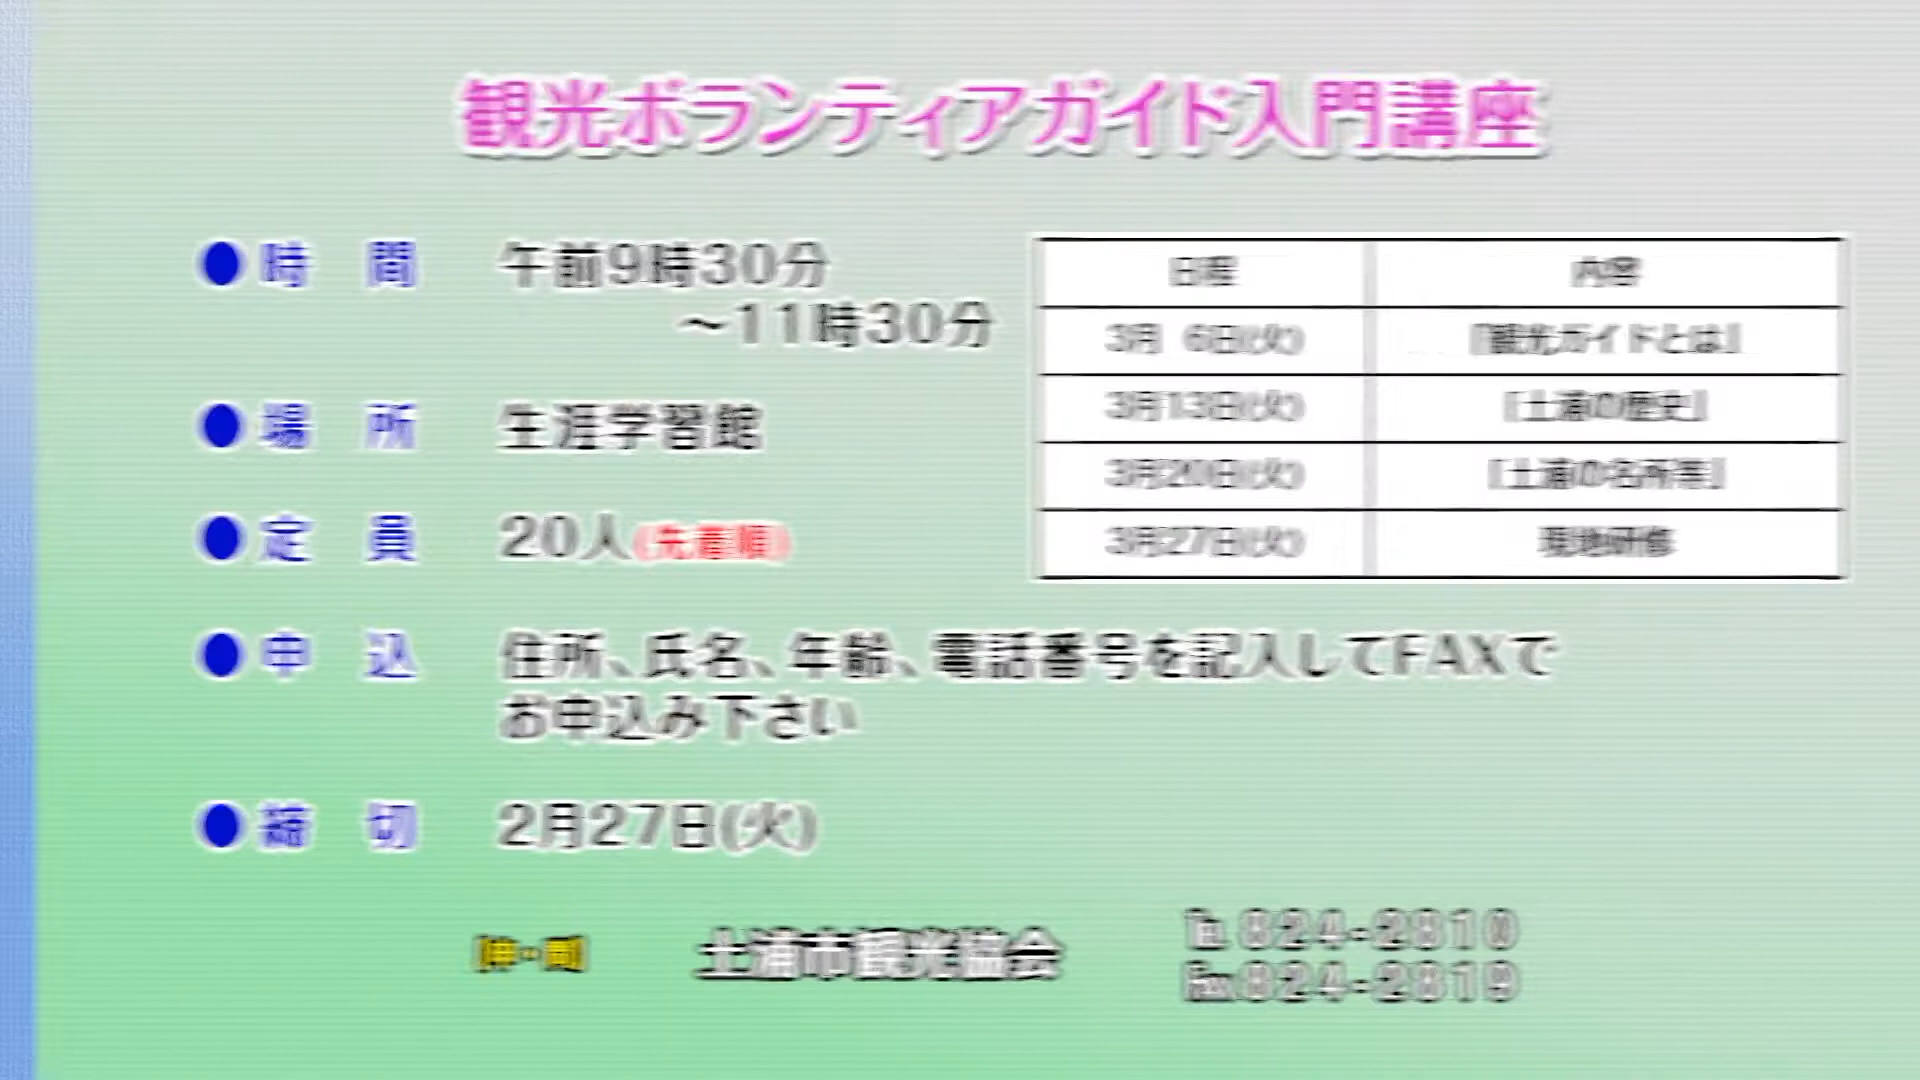 観光ボランティアガイド入門講座
●時　間　午前9時30分
～11時30分
●場　所　生涯学習館
●定　員　20人(先着順)
日程　内容
3月 6日(火)　『観光ガイドとは』
3月13日(火)　『土浦の歴史』
3月20日(火)　『土浦の名所等』
3月27日(火)　現地研修
●申　込　住所、氏名、年齢、電話番号を記入してFAXで
お申込み下さい
●締　切　2月27日(火)
[申・問]　土浦市観光協会
℡ 824-2810
Fax 824-2819